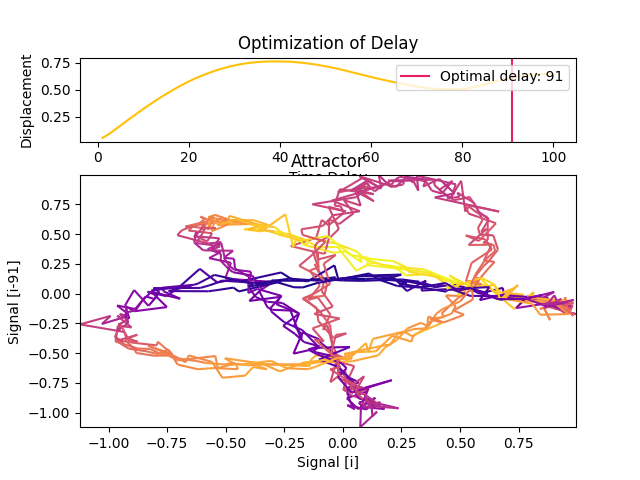 Optimization of Delay
Displacement
0.75
0.50
0.25
Optimal delay: 91
0 20 40 60 80 100
Time Delay
Attractor
Signal [i-91]
0.75
0.50
0.25
0.00
−0.25
−0.50
−0.75
−1.00
−1.00 −0.75 −0.50 −0.25 0.00 0.25 0.50 0.75
Signal [i]